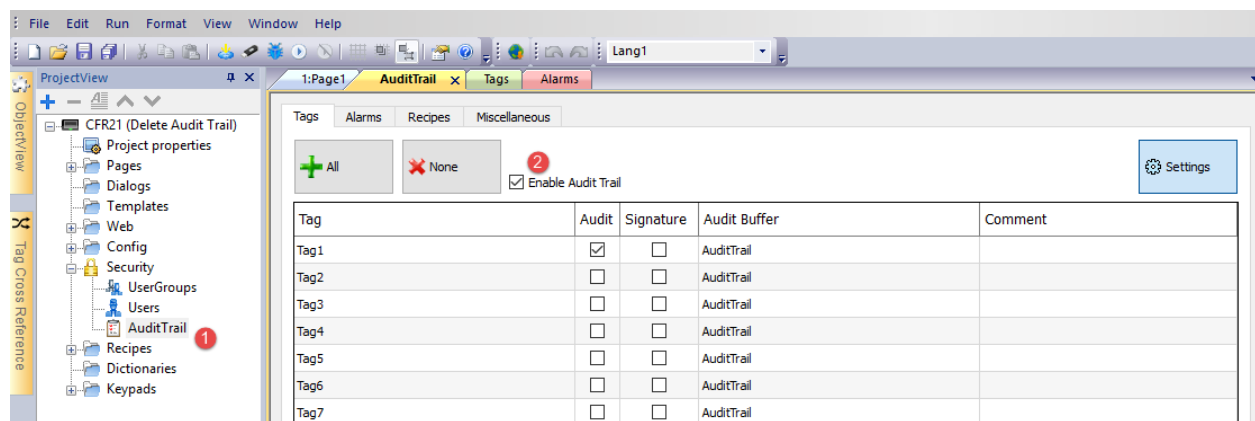 File Edit Run Format View Window Help
Lang1
ProjectView
1:Page1 AuditTrail x Tags Alarms
ObjectView
Tag Cross Reference
CFR21 (Delete Audit Trail)
Project properties
Pages
Dialogs
Templates
Web
Config
Security
UserGroups
Users
AuditTrail 1
Recipes
Dictionaries
Keypads
Tags Alarms Recipes Miscellaneous
All None 2 Enable Audit Trail Settings
Tag Audit Signature Audit Buffer Comment
Tag1 AuditTrail
Tag2 AuditTrail
Tag3 AuditTrail
Tag4 AuditTrail
Tag5 AuditTrail
Tag6 AuditTrail
Tag7 AuditTrail